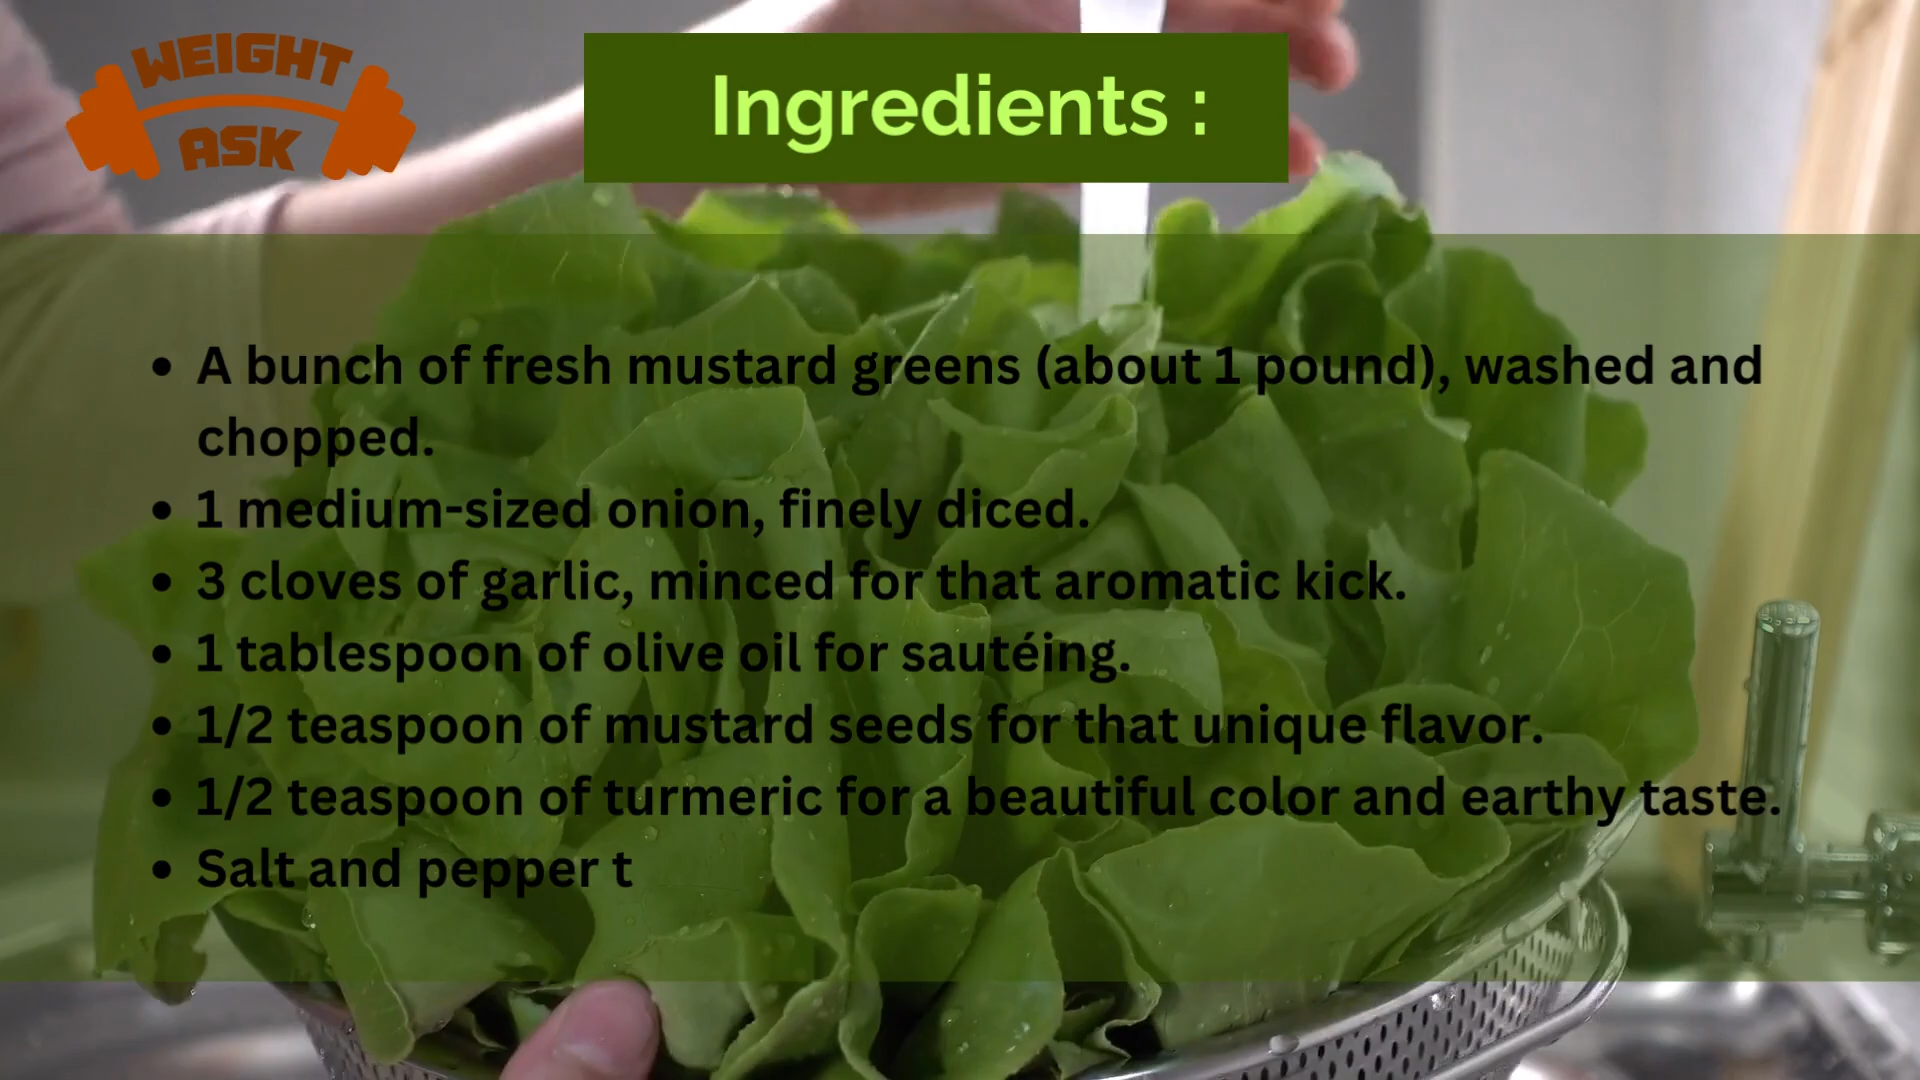 WEIGHT
ASK
Ingredients :
• A bunch of fresh mustard greens (about 1 pound), washed and
chopped.
• 1 medium-sized onion, finely diced.
• 3 cloves of garlic, minced for that aromatic kick.
• 1 tablespoon of olive oil for sautéing.
• 1/2 teaspoon of mustard seeds for that unique flavor.
• 1/2 teaspoon of turmeric for a beautiful color and earthy taste.
• Salt and pepper t